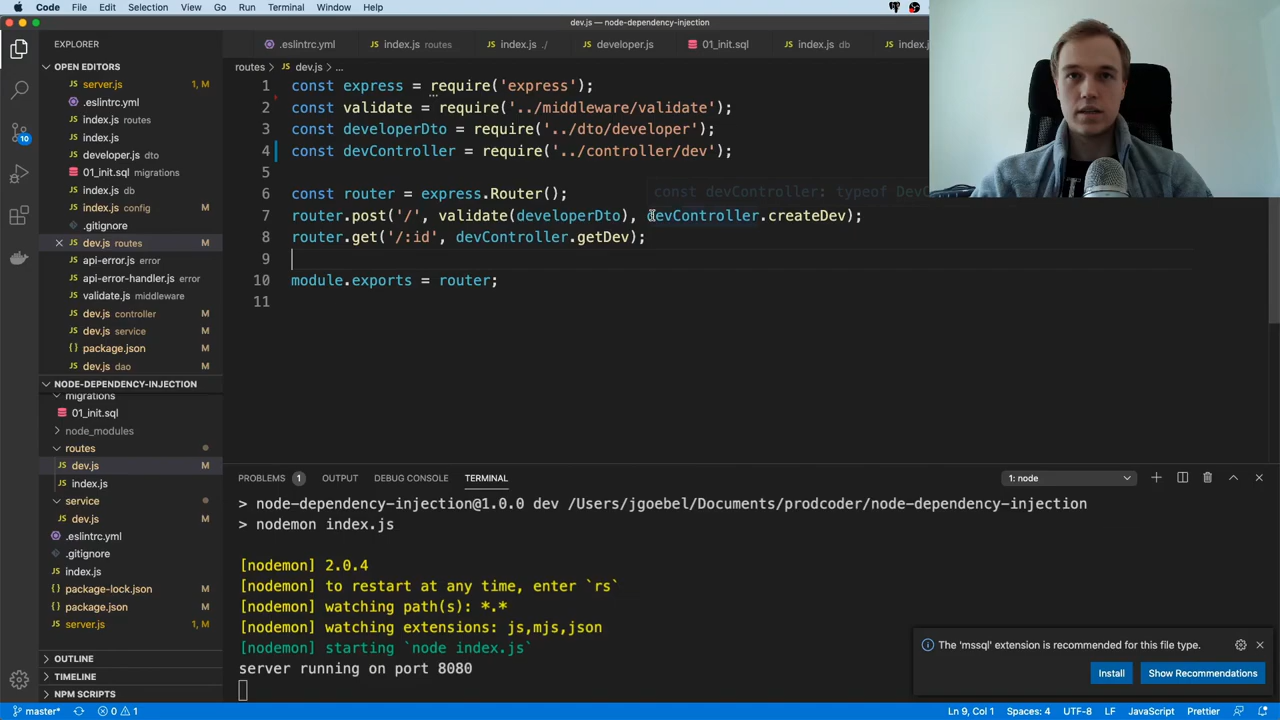 Code File Edit Selection View Go Run Terminal Window Help
dev.js — node-dependency-injection
EXPLORER
.eslintrc.yml
index.js routes
index.js ./
developer.js
01_init.sql
index.js db
index.js
OPEN EDITORS
routes > dev.js > ...
server.js 1, M
.eslintrc.yml
index.js routes
index.js
developer.js dto
01_init.sql migrations
index.js db
index.js config M
.gitignore
dev.js routes M
api-error.js error
api-error-handler.js error
validate.js middleware
dev.js controller M
dev.js service M
package.json M
dev.js dao M
NODE-DEPENDENCY-INJECTION
migrations
01_init.sql
node_modules
routes
dev.js M
index.js
service
dev.js M
.eslintrc.yml
.gitignore
index.js
package-lock.json M
package.json M
server.js 1, M
OUTLINE
TIMELINE
NPM SCRIPTS
10
1 const express = require('express');
2 const validate = require('../middleware/validate');
3 const developerDto = require('../dto/developer');
4 const devController = require('../controller/dev');
5
const devController: typeof DevC
6 const router = express.Router();
7 router.post('/', validate(developerDto), devController.createDev);
8 router.get('/:id', devController.getDev);
9
10 module.exports = router;
11
PROBLEMS 1 OUTPUT DEBUG CONSOLE TERMINAL 1: node
> node-dependency-injection@1.0.0 dev /Users/jgoebel/Documents/prodcoder/node-dependency-injection
> nodemon index.js
[nodemon] 2.0.4
[nodemon] to restart at any time, enter `rs`
[nodemon] watching path(s): *.*
[nodemon] watching extensions: js,mjs,json
[nodemon] starting `node index.js`
server running on port 8080
The 'mssql' extension is recommended for this file type.
Install Show Recommendations
master* 0 1 Ln 9, Col 1 Spaces: 4 UTF-8 LF JavaScript Prettier